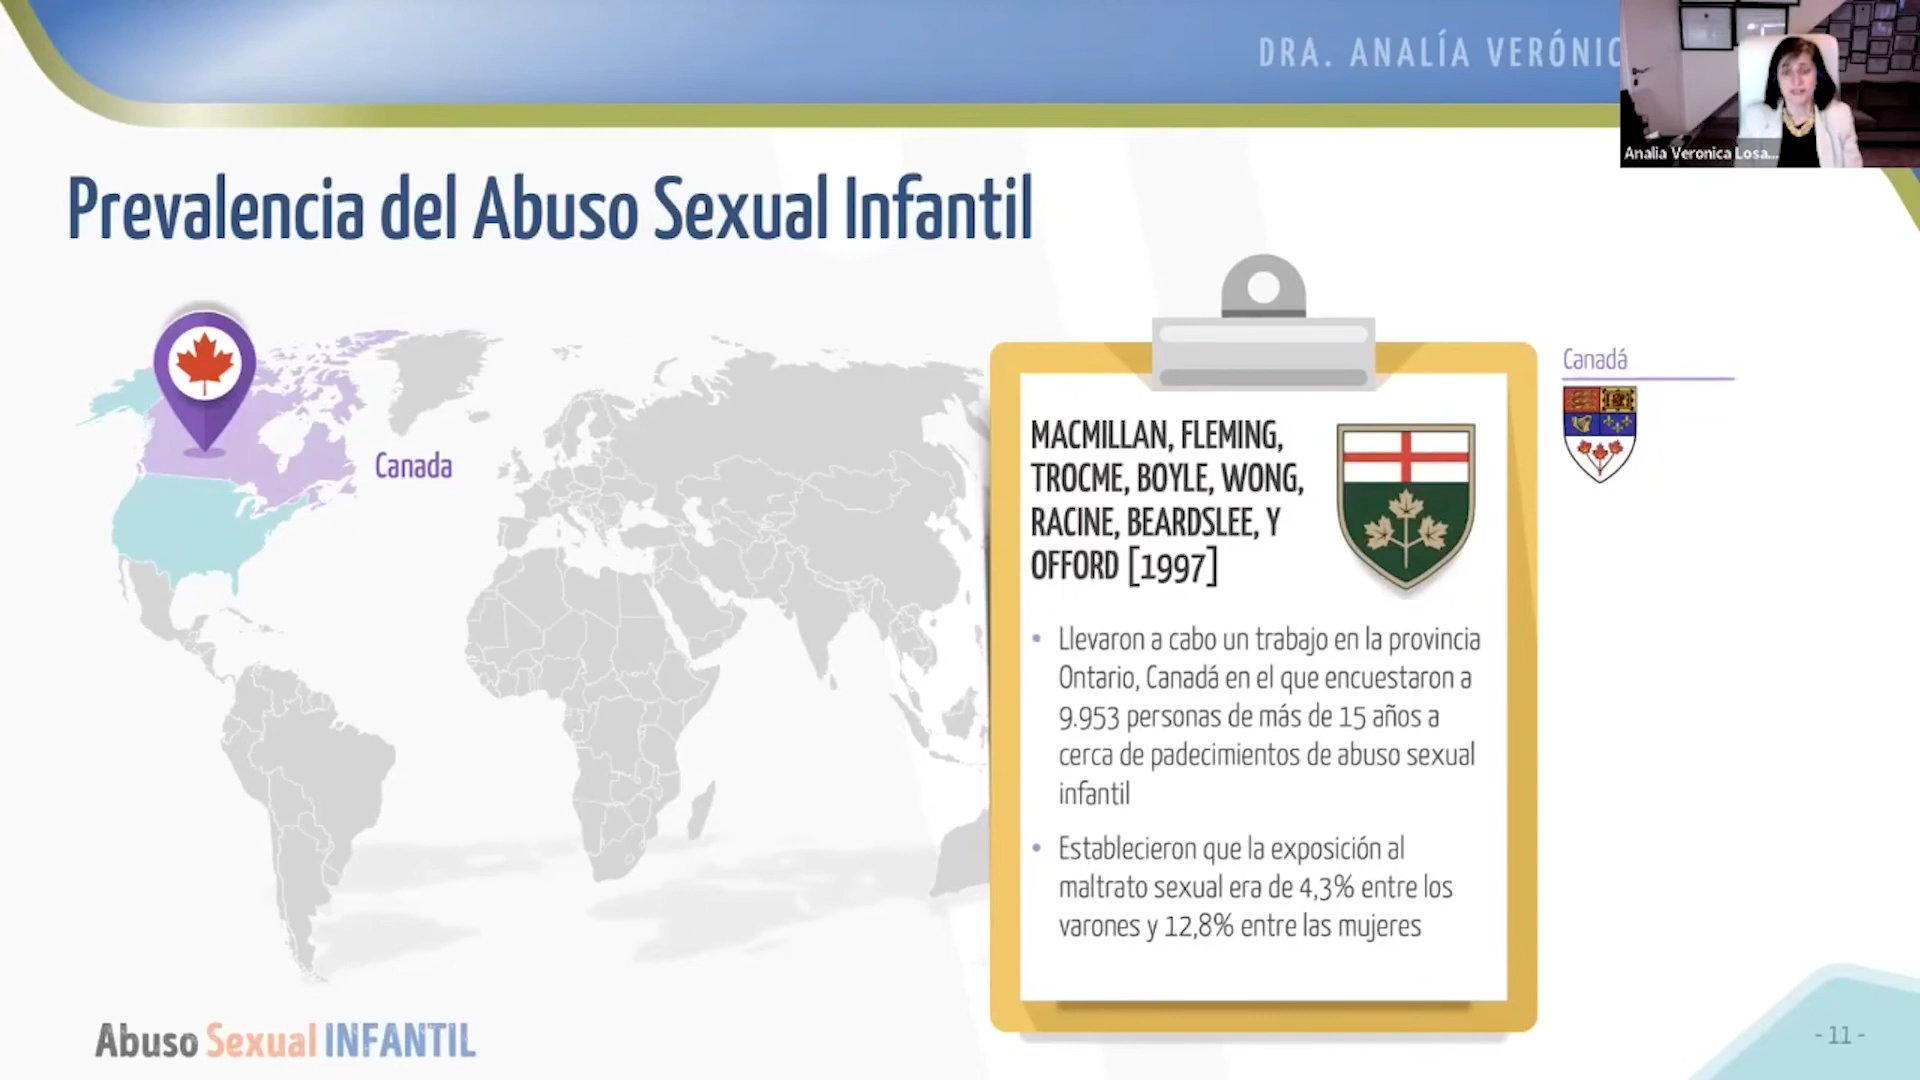 DRA. ANALÍA VERÓNIC
Analia Veronica Losa...
Prevalencia del Abuso Sexual Infantil
Canada
MACMILLAN, FLEMING,
TROCME, BOYLE, WONG,
RACINE, BEARDSLEE, Y
OFFORD [1997]
• Llevaron a cabo un trabajo en la provincia
Ontario, Canadá en el que encuestaron a
9.953 personas de más de 15 años a
cerca de padecimientos de abuso sexual
infantil
• Establecieron que la exposición al
maltrato sexual era de 4,3% entre los
varones y 12,8% entre las mujeres
Canadá
Abuso Sexual INFANTIL
- 11 -